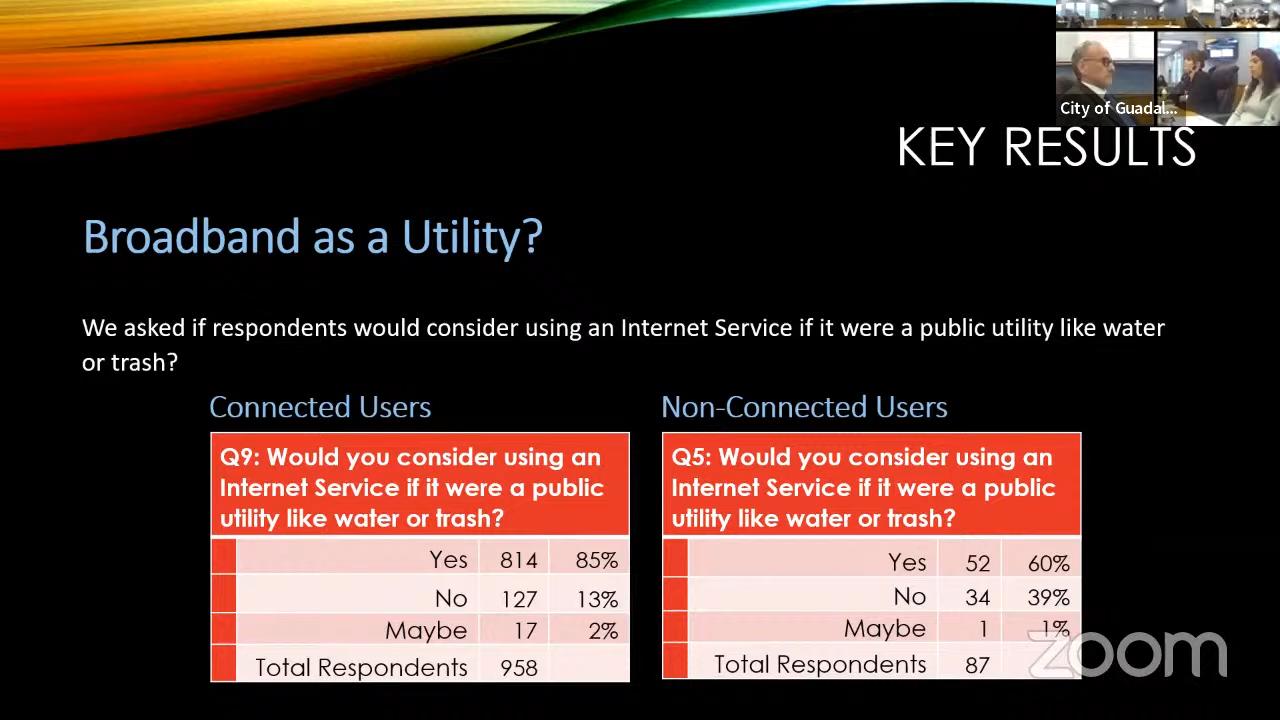 City of Guadal...
KEY RESULTS
Broadband as a Utility?
We asked if respondents would consider using an Internet Service if it were a public utility like water
or trash?
Connected Users
Q9: Would you consider using an
Internet Service if it were a public
utility like water or trash?
Yes 814 85%
No 127 13%
Maybe 17 2%
Total Respondents 958
Non-Connected Users
Q5: Would you consider using an
Internet Service if it were a public
utility like water or trash?
Yes 52 60%
No 34 39%
Maybe 1 1%
Total Respondents 87
zoom